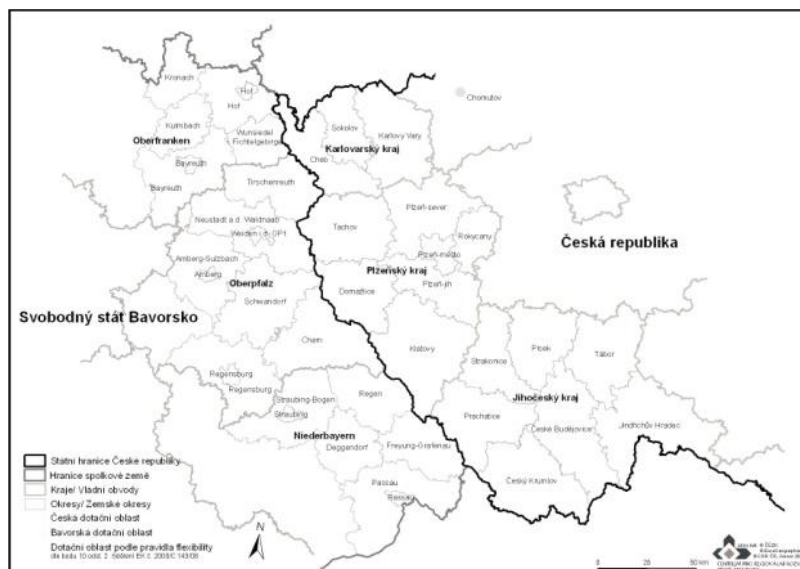 Kronach
Hof
Hof
Chomutov
Kulmbach
Oberfranken
Wunsiedel
Fichtelgebirge
Sokolov
Karlovy Vary
Karlovarský kraj
Bayreuth
Cheb
Bayreuth
Tirschenreuth
Neustadt a.d. Waldnaab
Plzeň-sever
Tachov
Rokycany
Česká republika
Plzeň-město
Amberg-Sulzbach
Amberg
Plzeňský kraj
Oberpfalz
Domažlice
Plzeň-jih
Schwandorf
Svobodný stát Bavorsko
Cham
Klatovy
Strakonice
Písek
Tábor
Regensburg
Regensburg
Straubing-Bogen
Regen
Straubing
Jihočeský kraj
Prachatice
Niederbayern
České Budějovice
Jindřichův Hradec
Deggendorf
Freyung-Grafenau
Passau
Passau
Český Krumlov
Státní hranice České republiky
Hranice spolkové země
Kraje/ Vládní obvody
Okresy/ Zemské okresy
Česká dotační oblast
Bavorská dotační oblast
Dotační oblast podle pravidla flexibility
N
0 25 50 km